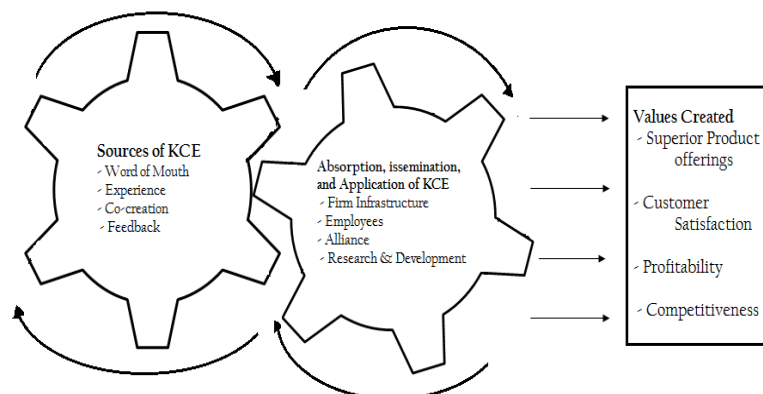 Sources of KCE
- Word of Mouth
- Experience
- Co-creation
- Feedback
Absorption, issemination,
and Application of KCE
- Firm Infrastructure
- Employees
- Alliance
- Research & Development
Values Created
- Superior Product
offerings
- Customer
Satisfaction
- Profitability
- Competitiveness